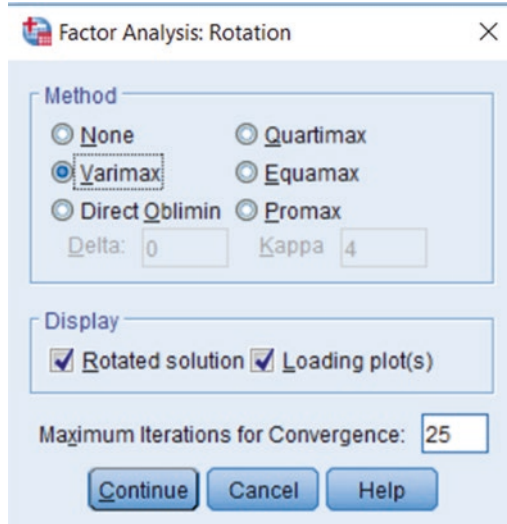 Factor Analysis: Rotation
Method
None Quartimax
Varimax Equamax
Direct Oblimin Promax
Delta: 0 Kappa 4
Display
Rotated solution Loading plot(s)
Maximum Iterations for Convergence: 25
Continue Cancel Help